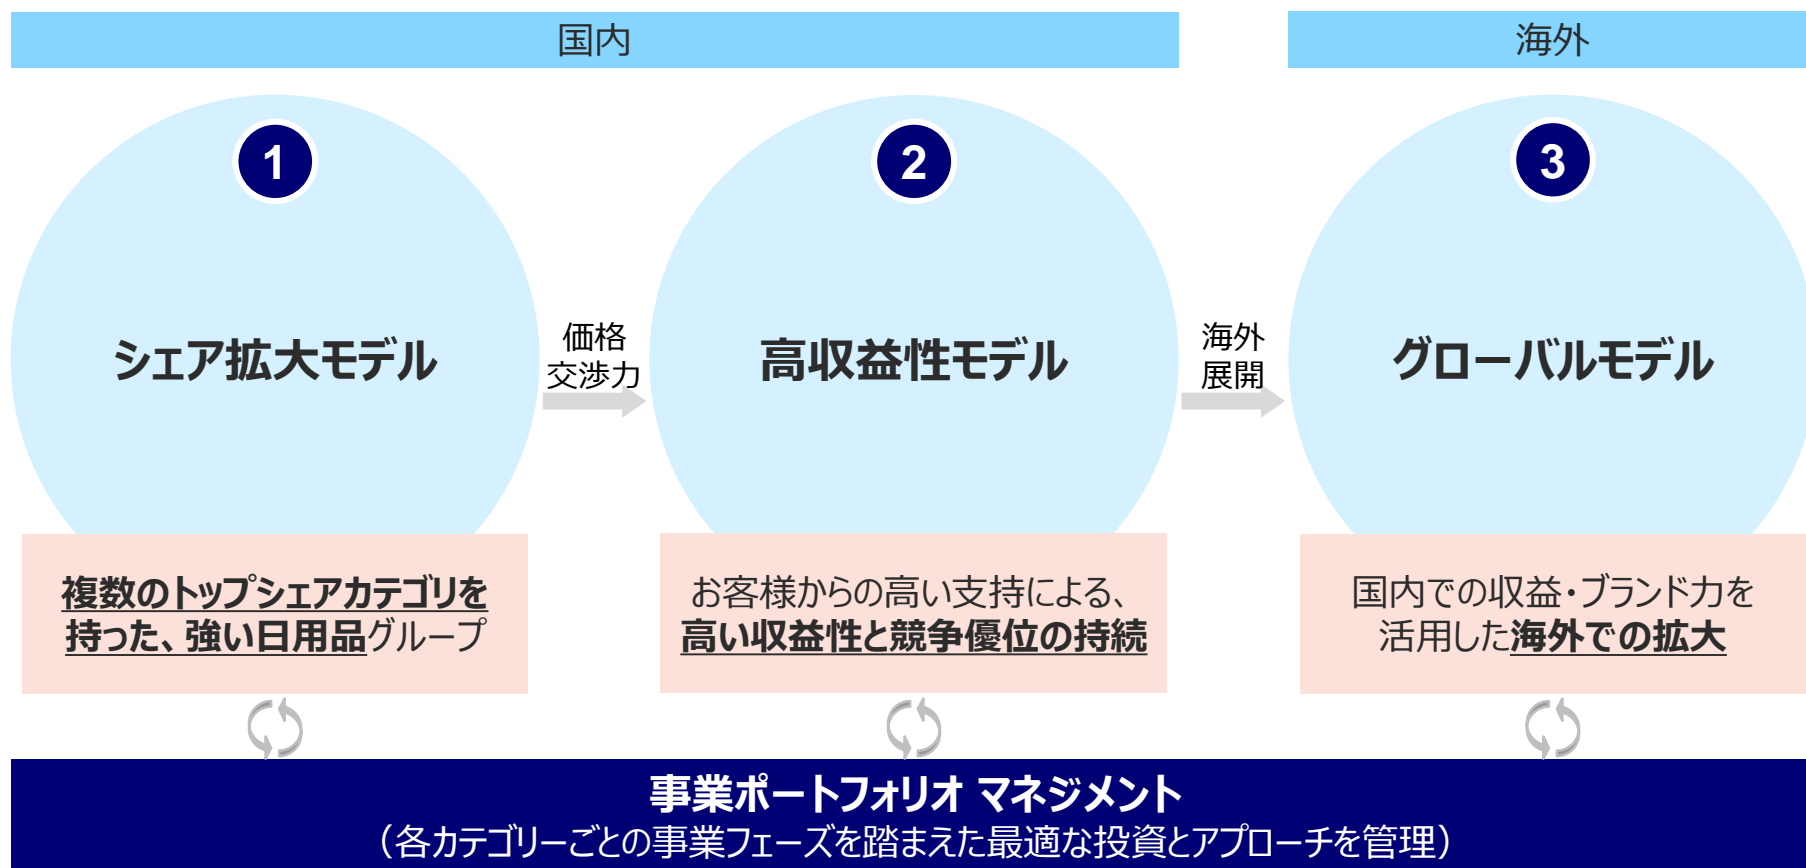 国内
海外
1
2
3
シェア拡大モデル
価格
交渉力
高収益性モデル
海外
展開
グローバルモデル
複数のトップシェアカテゴリを
持った、強い日用品グループ
お客様からの高い支持による、
高い収益性と競争優位の持続
国内での収益・ブランド力を
活用した海外での拡大
事業ポートフォリオ マネジメント
（各カテゴリーごとの事業フェーズを踏まえた最適な投資とアプローチを管理）